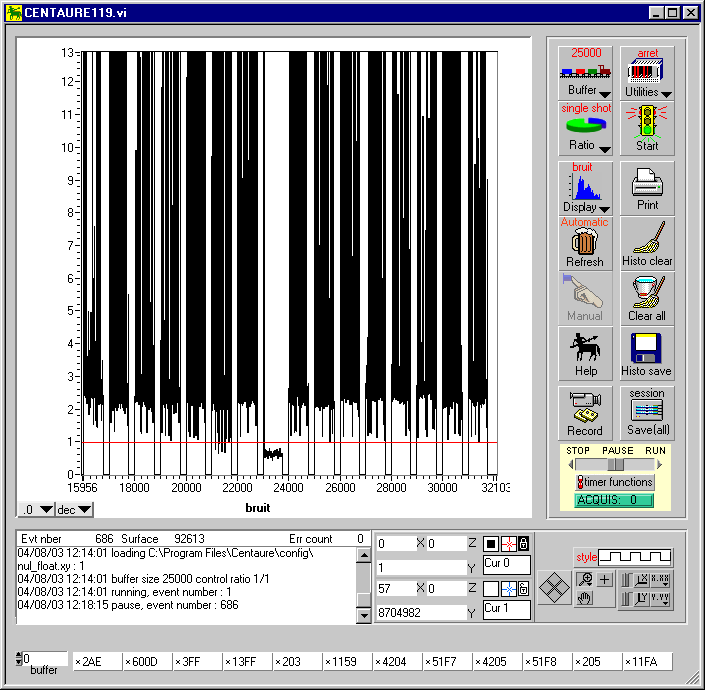 CENTAURE119.vi
13
12
11
10
9
8
7
6
5
4
3
2
1
0
15956 18000 20000 22000 24000 26000 28000 30000 32103
.0 dec
bruit
25000
Buffer
arret
Utilities
single shot
Ratio
Start
bruit
Display
Print
Automatic
Refresh
Histo clear
Manual
Clear all
Help
Histo save
Record
session
Save(all)
STOP PAUSE RUN
timer functions
ACQUIS: 0
Evt nber 686 Surface 92613 Err count 0
04/08/03 12:14:01 loading C:\Program Files\Centaure\config\
nul_float.xy : 1
04/08/03 12:14:01 buffer size 25000 control ratio 1/1
04/08/03 12:14:01 running, event number : 1
04/08/03 12:18:15 pause, event number : 686
0 X 0 Z
1 Y Cur 0
57 X 0 Z
8704982 Y Cur 1
style
X X.XX
Y Y.YY
0
buffer
×2AE ×600D ×3FF ×13FF ×203 ×1159 ×4204 ×51F7 ×4205 ×51F8 ×205 ×11FA